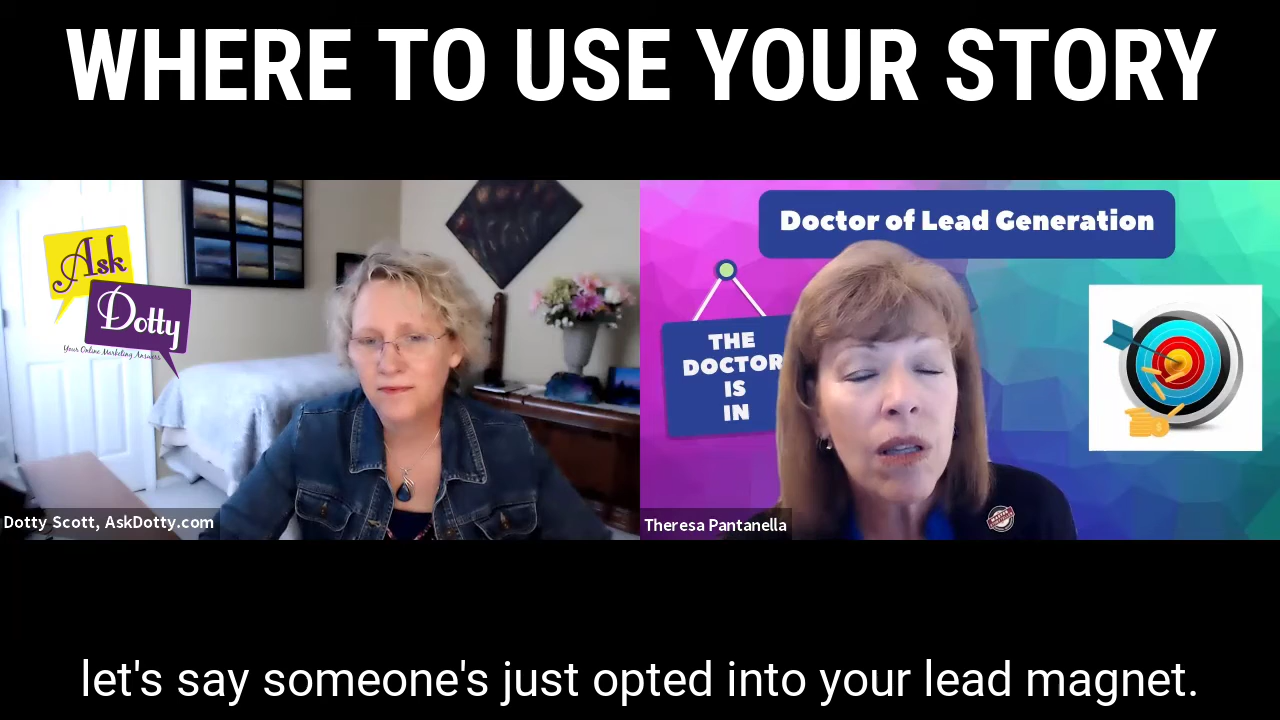 WHERE TO USE YOUR STORY
Ask
Dotty
Your Online Marketing Answers
Dotty Scott, AskDotty.com
Doctor of Lead Generation
THE
DOCTOR
IS
IN
Theresa Pantanella
let's say someone's just opted into your lead magnet.